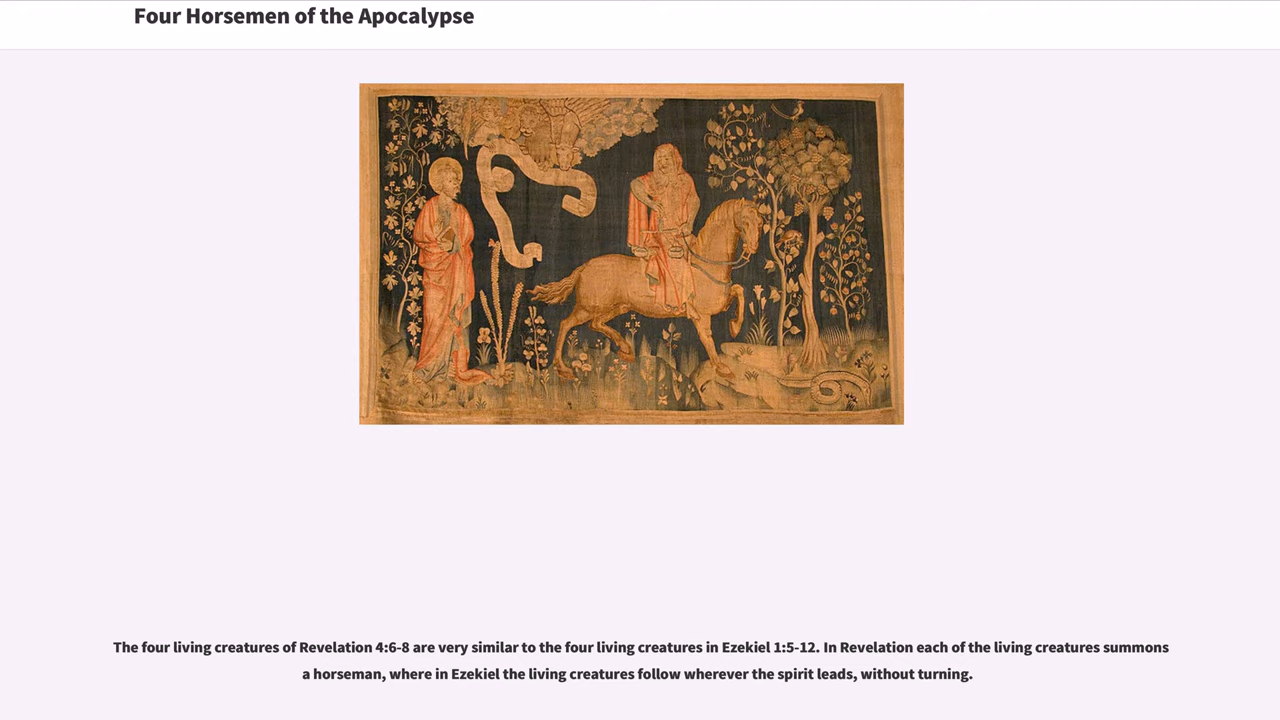 Four Horsemen of the Apocalypse
The four living creatures of Revelation 4:6-8 are very similar to the four living creatures in Ezekiel 1:5-12. In Revelation each of the living creatures summons
a horseman, where in Ezekiel the living creatures follow wherever the spirit leads, without turning.